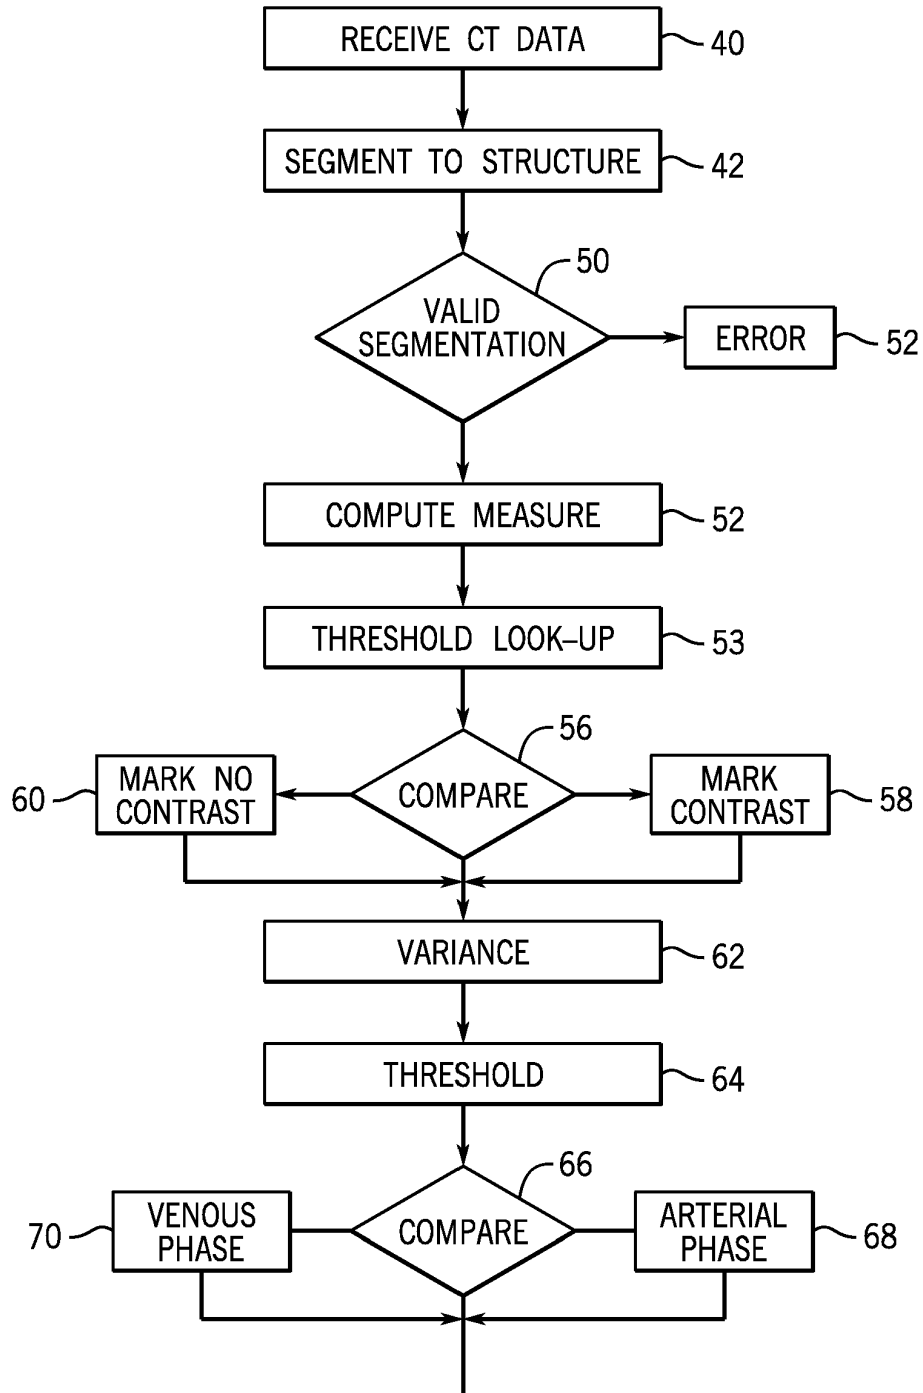 RECEIVE CT DATA
40
SEGMENT TO STRUCTURE
42
50
VALID
SEGMENTATION
ERROR
52
COMPUTE MEASURE
52
THRESHOLD LOOK–UP
53
56
60
MARK NO
CONTRAST
COMPARE
MARK
CONTRAST
58
VARIANCE
62
THRESHOLD
64
66
70
VENOUS
PHASE
COMPARE
ARTERIAL
PHASE
68